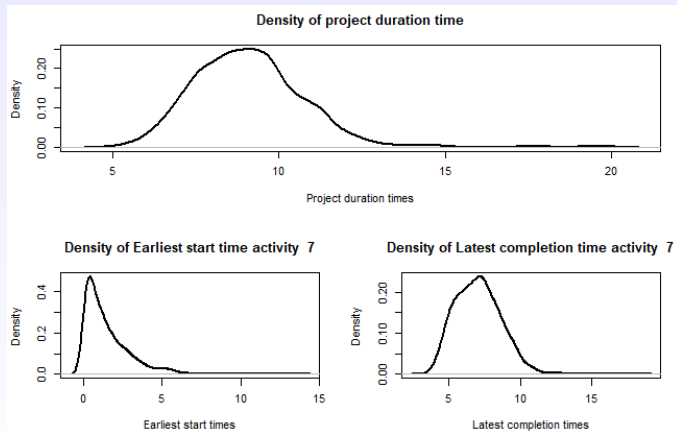 Density of project duration time
Density
0.00 0.10 0.20
5 10 15 20
Project duration times
Density of Earliest start time activity 7
Density
0.0 0.2 0.4
0 5 10 15
Earliest start times
Density of Latest completion time activity 7
Density
0.00 0.10 0.20
5 10 15
Latest completion times